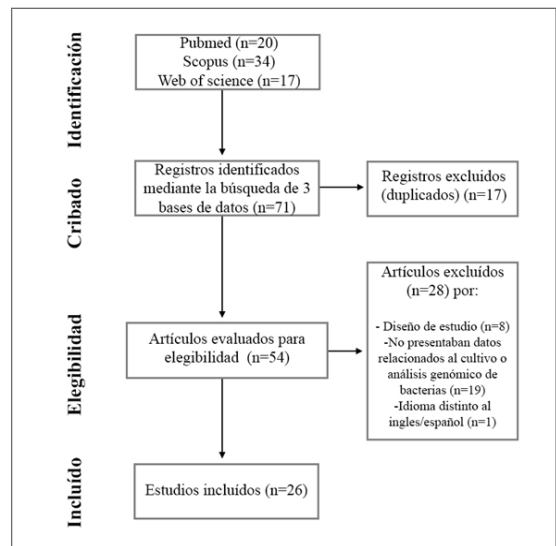 Identificación
Pubmed (n=20)
Scopus (n=34)
Web of science (n=17)
Cribado
Registros identificados
mediante la búsqueda de 3
bases de datos (n=71)
Registros excluidos
(duplicados) (n=17)
Elegibilidad
Artículos evaluados para
elegibilidad (n=54)
Artículos excluídos
(n=28) por:
- Diseño de estudio (n=8)
-No presentaban datos
relacionados al cultivo o
análisis genómico de
bacterias (n=19)
-Idioma distinto al
ingles/español (n=1)
Incluído
Estudios incluídos (n=26)